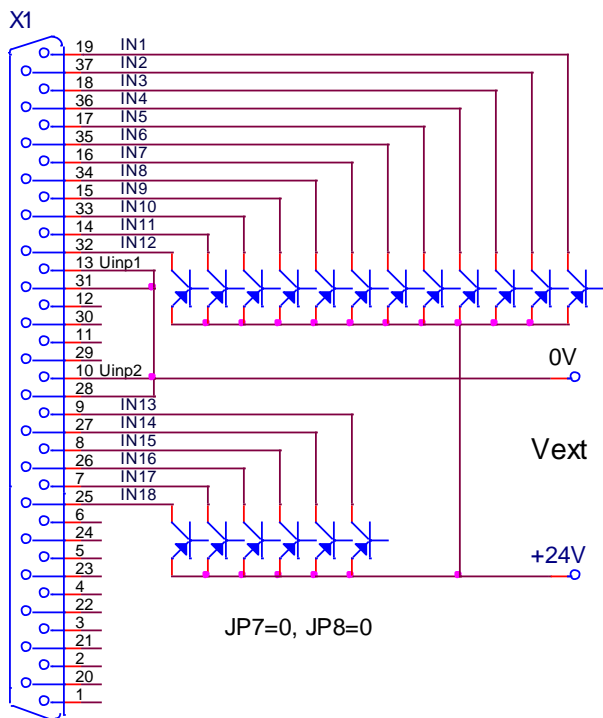 X1
19 IN1
37 IN2
18 IN3
36 IN4
17 IN5
35 IN6
16 IN7
34 IN8
15 IN9
33 IN10
14 IN11
32 IN12
13 Uinp1
31
12
30
11
29
10 Uinp2
0V
28
9 IN13
27 IN14
8 IN15
Vext
26 IN16
7 IN17
25 IN18
6
24
5
+24V
23
4
22
3
JP7=0, JP8=0
21
2
20
1